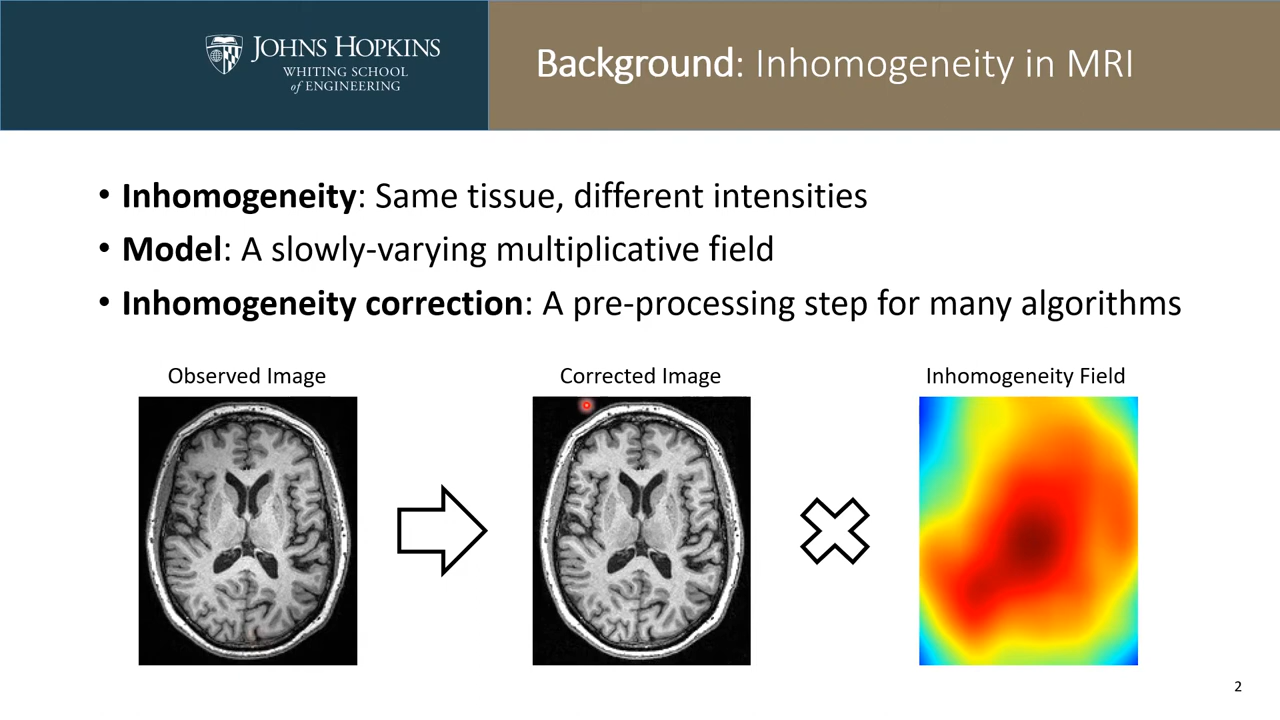 JOHNS HOPKINS
WHITING SCHOOL
of ENGINEERING
Background: Inhomogeneity in MRI
• Inhomogeneity: Same tissue, different intensities
• Model: A slowly-varying multiplicative field
• Inhomogeneity correction: A pre-processing step for many algorithms
Observed Image
Corrected Image
Inhomogeneity Field
2